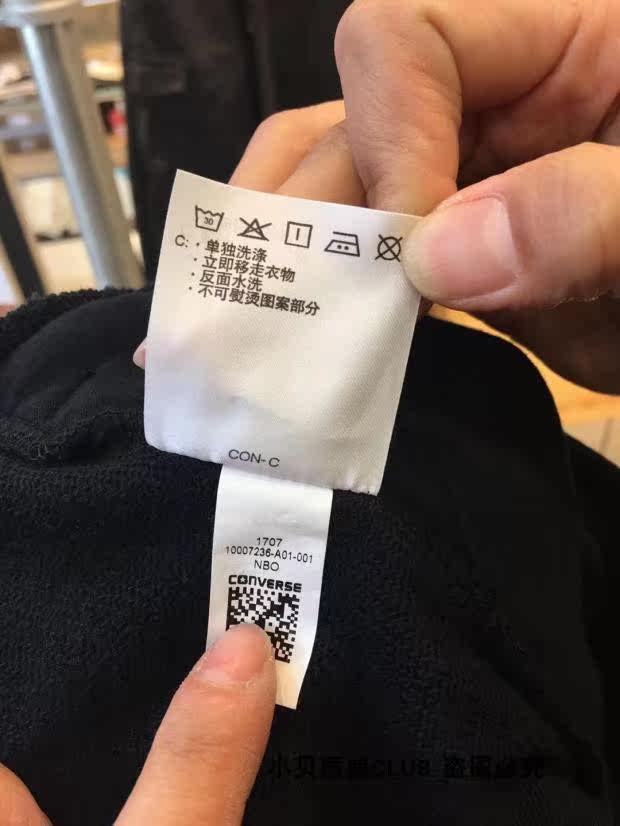 30
C: · 单独洗涤
· 立即移走衣物
· 反面水洗
· 不可熨烫图案部分
CON-C
1707
10007236-A01-001
NBO
CONVERSE
CLUB